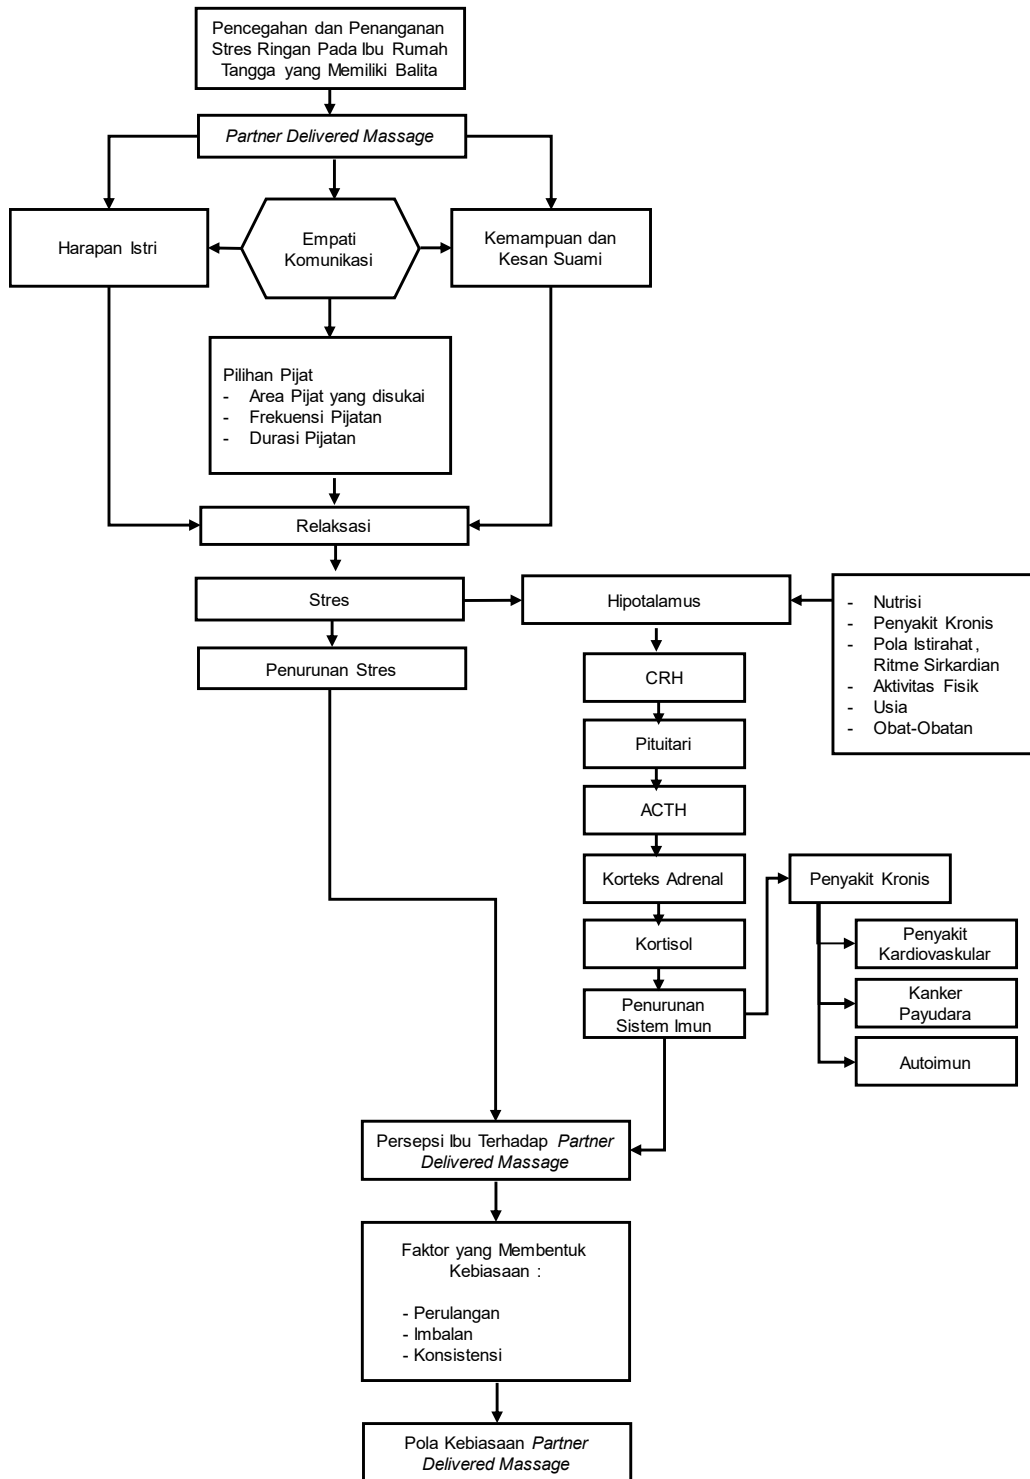 Pencegahan dan Penanganan
Stres Ringan Pada Ibu Rumah
Tangga yang Memiliki Balita
Partner Delivered Massage
Harapan Istri
Empati
Komunikasi
Kemampuan dan
Kesan Suami
Pilihan Pijat
- Area Pijat yang disukai
- Frekuensi Pijatan
- Durasi Pijatan
Relaksasi
Stres
Hipotalamus
- Nutrisi
- Penyakit Kronis
- Pola Istirahat,
Ritme Sirkardian
- Aktivitas Fisik
- Usia
- Obat-Obatan
Penurunan Stres
CRH
Pituitari
ACTH
Korteks Adrenal
Penyakit Kronis
Kortisol
Penyakit
Kardiovaskular
Penurunan
Sistem Imun
Kanker
Payudara
Autoimun
Persepsi Ibu Terhadap Partner
Delivered Massage
Faktor yang Membentuk
Kebiasaan :
- Perulangan
- Imbalan
- Konsistensi
Pola Kebiasaan Partner
Delivered Massage